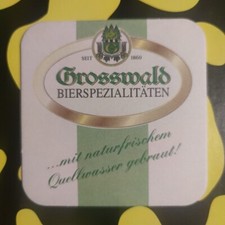 SEIT 1860
Grosswald
BIERSPEZIALITÄTEN
...mit naturfrischem
Quellwasser gebraut!